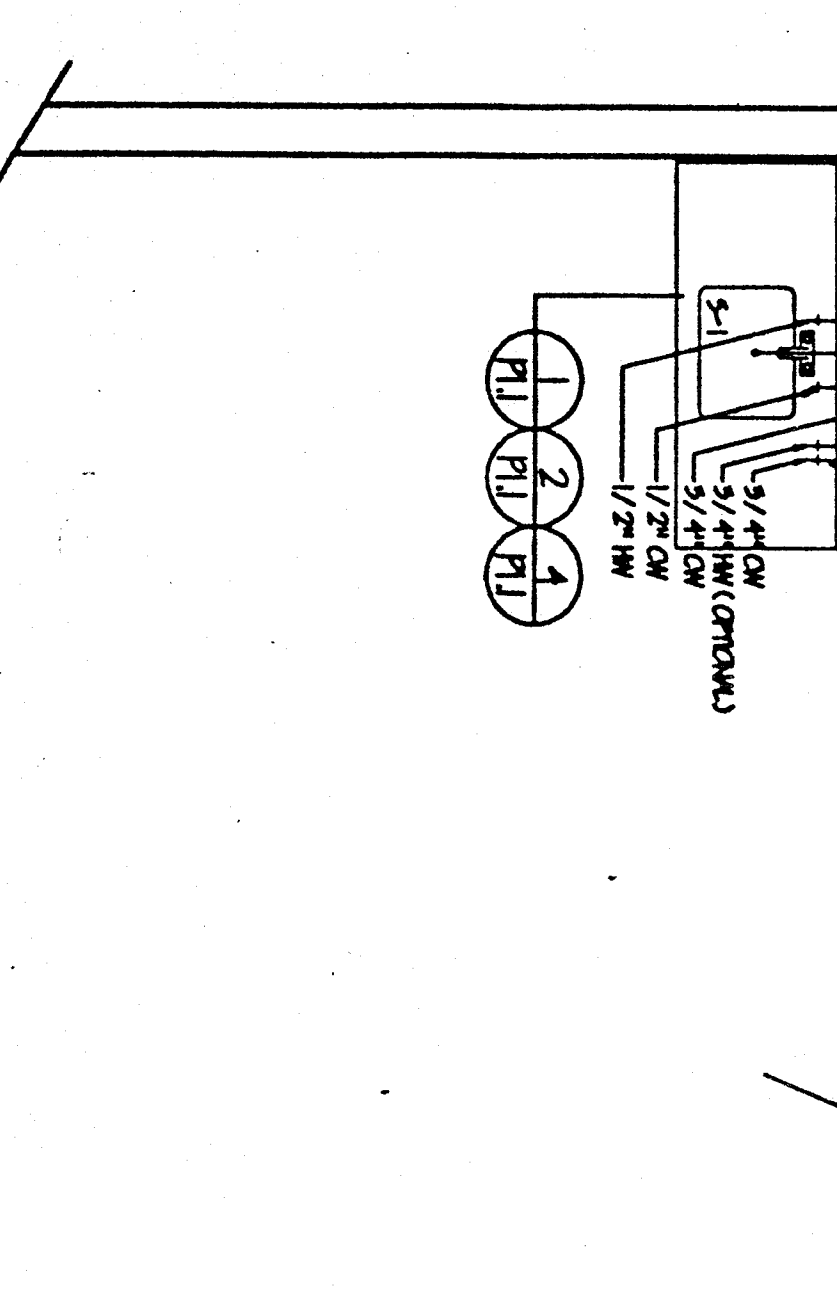 S-1
3/4" CW
3/4" HW (OPTIONAL)
3/4" CW
1/2" CW
1/2" HW
1
P1.1
2
P1.1
4
P1.1